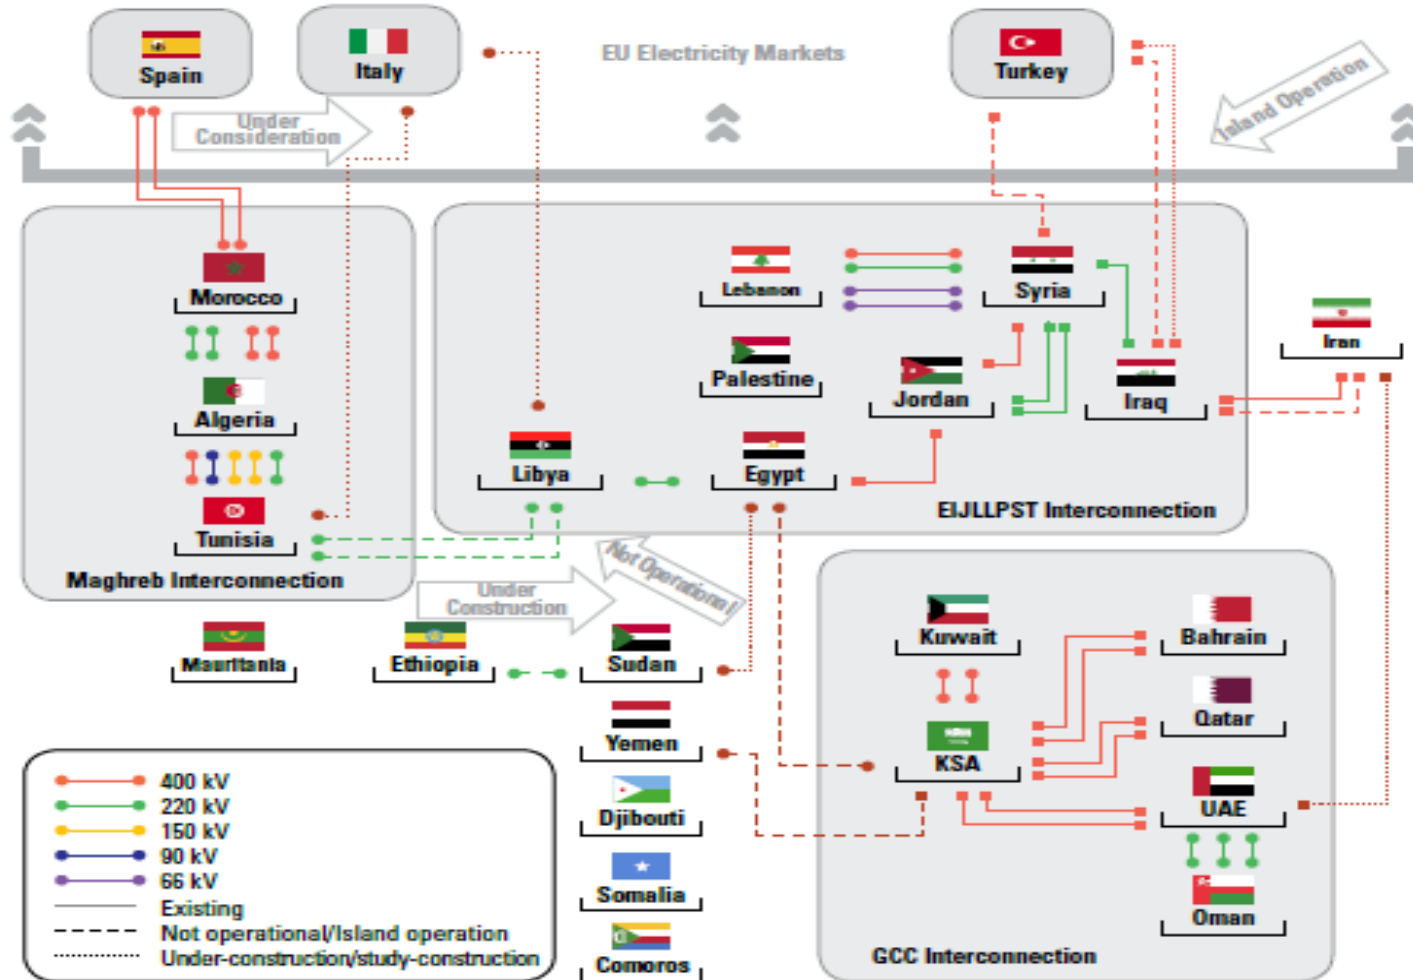 Spain
Italy
EU Electricity Markets
Turkey
Island Operation
Under
Consideration
Morocco
Algeria
Tunisia
Maghreb Interconnection
Lebanon
Syria
Palestine
Jordan
Iraq
Iran
Libya
Egypt
EIJLLPST Interconnection
Not Operational
Under
Construction
Mauritania
Ethiopia
Sudan
Yemen
Djibouti
Somalia
Comoros
Kuwait
Bahrain
Qatar
KSA
UAE
Oman
GCC Interconnection
400 kV
220 kV
150 kV
90 kV
66 kV
Existing
Not operational/Island operation
Under-construction/study-construction